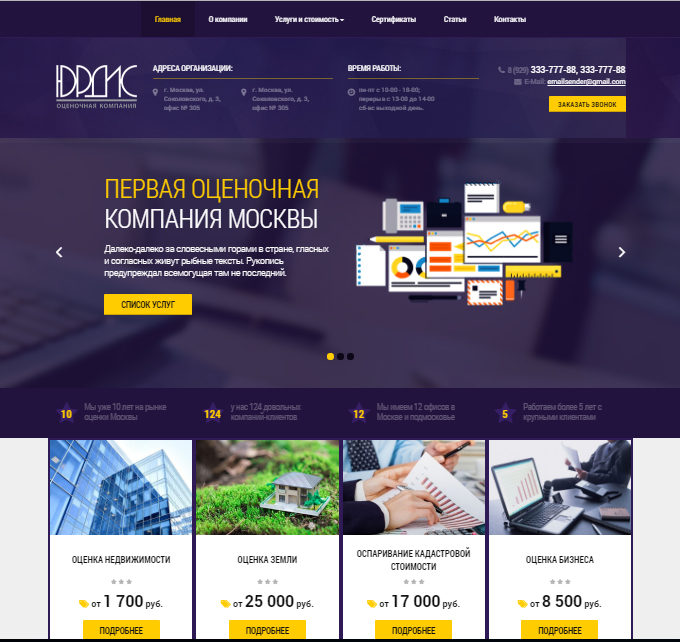 Главная О компании Услуги и стоимость Сертификаты Статьи Контакты
ЮРДИС
ОЦЕНОЧНАЯ КОМПАНИЯ
АДРЕСА ОРГАНИЗАЦИИ:
г. Москва, ул.
Соколовского, д. 3,
офис № 305
г. Москва, ул.
Соколовского, д. 3,
офис № 305
ВРЕМЯ РАБОТЫ:
пн-пт с 10-00 - 18-00;
перерыв с 13-00 до 14-00
сб-вс выходной день.
8 (929) 333-777-88, 333-777-88
E-Mail: emailsender@gmail.com
ЗАКАЗАТЬ ЗВОНОК
ПЕРВАЯ ОЦЕНОЧНАЯ
КОМПАНИЯ МОСКВЫ
Далеко-далеко за словесными горами в стране, гласных
и согласных живут рыбные тексты. Рукопись
предупреждал всемогущая там не последний.
СПИСОК УСЛУГ
10 Мы уже 10 лет на рынке
оценки Москвы
124 у нас 124 довольных
компаний-клиентов
12 Мы имеем 12 офисов в
Москве и подмосковье
5 Работаем более 5 лет с
крупными клиентами
ОЦЕНКА НЕДВИЖИМОСТИ
от 1 700 руб.
ПОДРОБНЕЕ
ОЦЕНКА ЗЕМЛИ
от 25 000 руб.
ПОДРОБНЕЕ
ОСПАРИВАНИЕ КАДАСТРОВОЙ
СТОИМОСТИ
от 17 000 руб.
ПОДРОБНЕЕ
ОЦЕНКА БИЗНЕСА
от 8 500 руб.
ПОДРОБНЕЕ